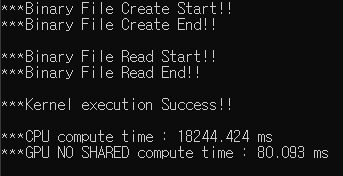 ***Binary File Create Start!!
***Binary File Create End!!
***Binary File Read Start!!
***Binary File Read End!!
***Kernel execution Success!!
***CPU compute time : 18244.424 ms
***GPU NO SHARED compute time : 80.093 ms